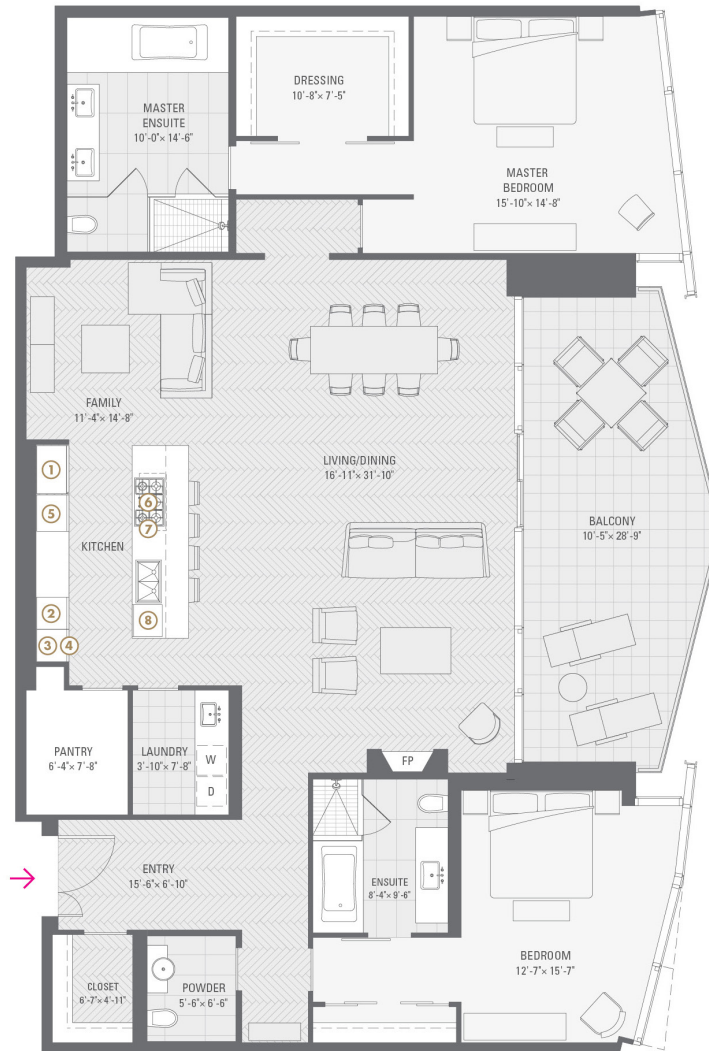 DRESSING
10'-8"× 7'-5"
MASTER
ENSUITE
10'-0"× 14'-6"
MASTER
BEDROOM
15'-10"× 14'-8"
FAMILY
11'-4"× 14'-8"
LIVING/DINING
16'-11"× 31'-10"
1
5
6
7
KITCHEN
BALCONY
10'-5"× 28'-9"
2
8
3 4
PANTRY
6'-4"× 7'-8"
LAUNDRY
3'-10"× 7'-8"
W
D
FP
ENTRY
15'-6"× 6'-10"
ENSUITE
8'-4"× 9'-6"
BEDROOM
12'-7"× 15'-7"
CLOSET
6'-7"× 4'-11"
POWDER
5'-6"× 6'-6"